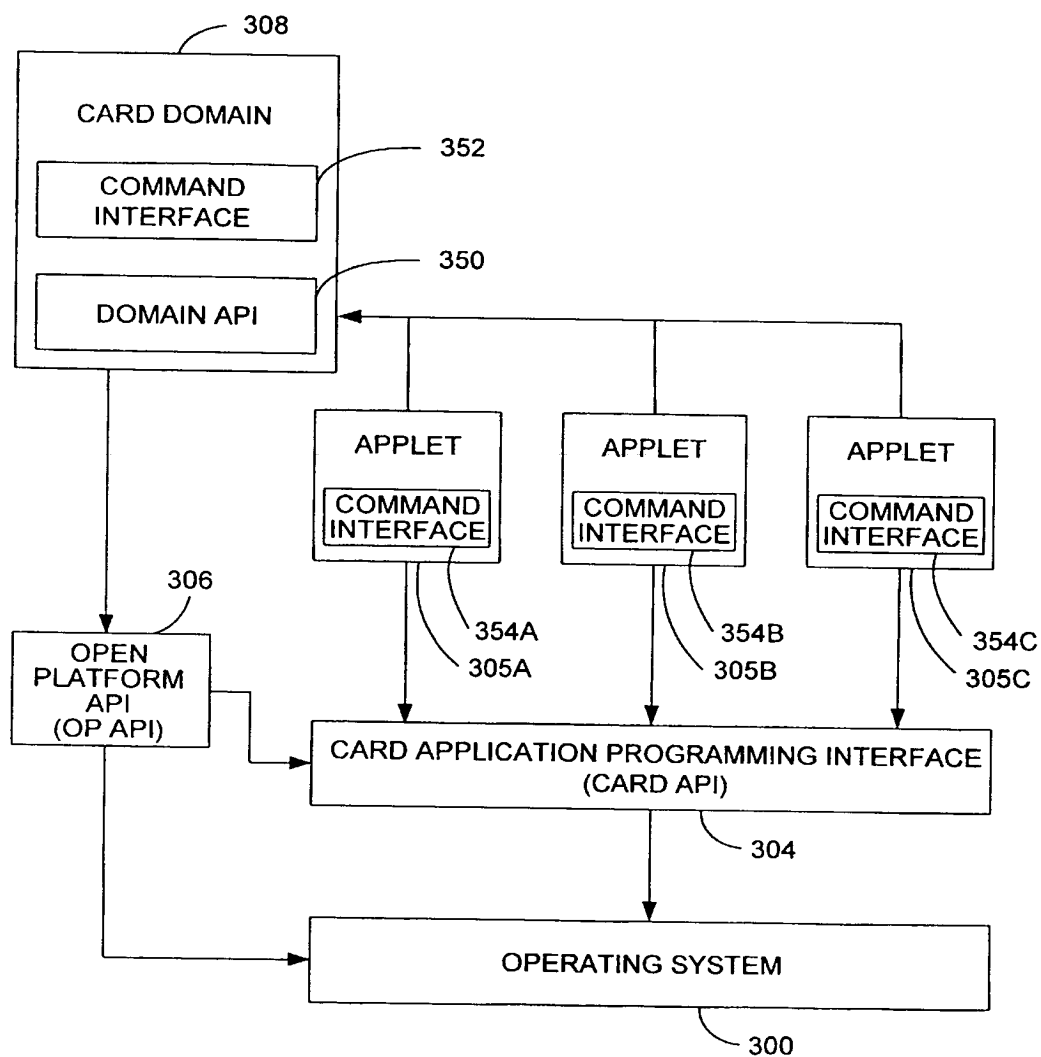 308
CARD DOMAIN
352
COMMAND
INTERFACE
350
DOMAIN API
APPLET
COMMAND
INTERFACE
APPLET
COMMAND
INTERFACE
APPLET
COMMAND
INTERFACE
306
354A
305A
354B
305B
354C
305C
OPEN
PLATFORM
API
(OP API)
CARD APPLICATION PROGRAMMING INTERFACE
(CARD API)
304
OPERATING SYSTEM
300